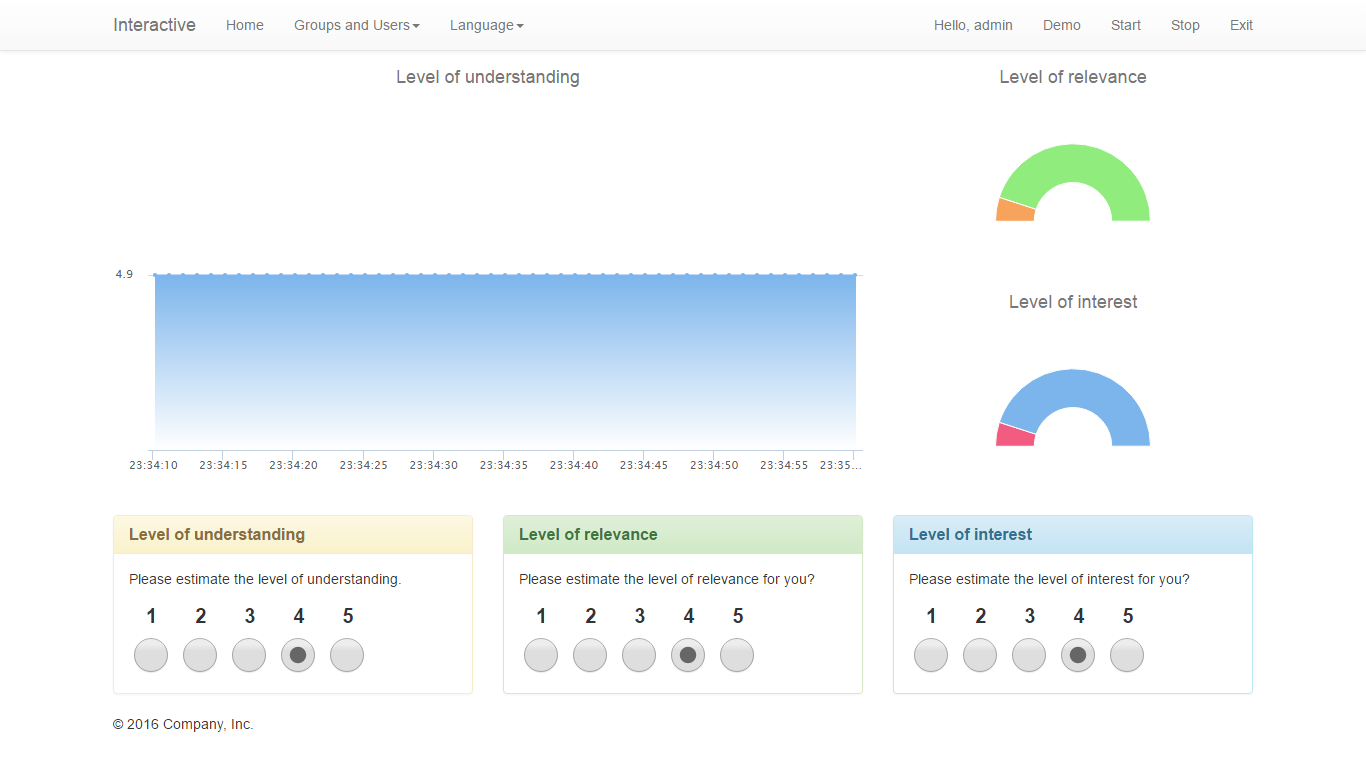 Interactive Home Groups and Users Language Hello, admin Demo Start Stop Exit
Level of understanding
Level of relevance
4.9
23:34:10 23:34:15 23:34:20 23:34:25 23:34:30 23:34:35 23:34:40 23:34:45 23:34:50 23:34:55 23:35...
Level of interest
Level of understanding
Please estimate the level of understanding.
1 2 3 4 5
Level of relevance
Please estimate the level of relevance for you?
1 2 3 4 5
Level of interest
Please estimate the level of interest for you?
1 2 3 4 5
© 2016 Company, Inc.